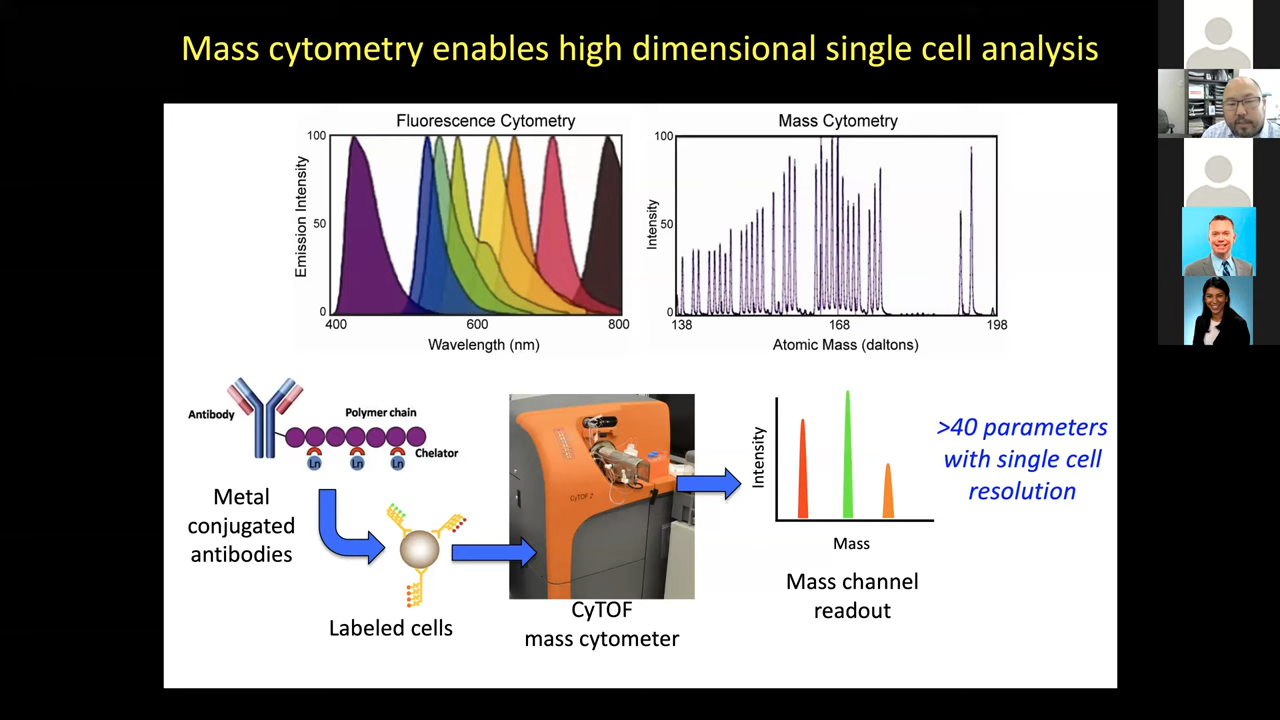 Mass cytometry enables high dimensional single cell analysis
Fluorescence Cytometry
Emission Intensity
100
50
0
400
600
800
Wavelength (nm)
Mass Cytometry
Intensity
100
50
0
138
168
198
Atomic Mass (daltons)
Antibody
Polymer chain
Chelator
Ln
Ln
Ln
Metal
conjugated
antibodies
Labeled cells
CyTOF 2
CyTOF
mass cytometer
Intensity
Mass
Mass channel
readout
>40 parameters
with single cell
resolution